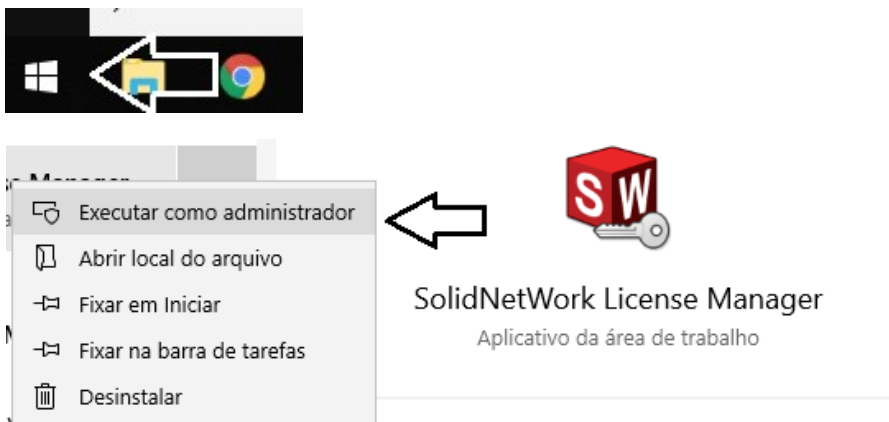 Executar como administrador
Abrir local do arquivo
Fixar em Iniciar
Fixar na barra de tarefas
Desinstalar
SW
SolidNetWork License Manager
Aplicativo da área de trabalho